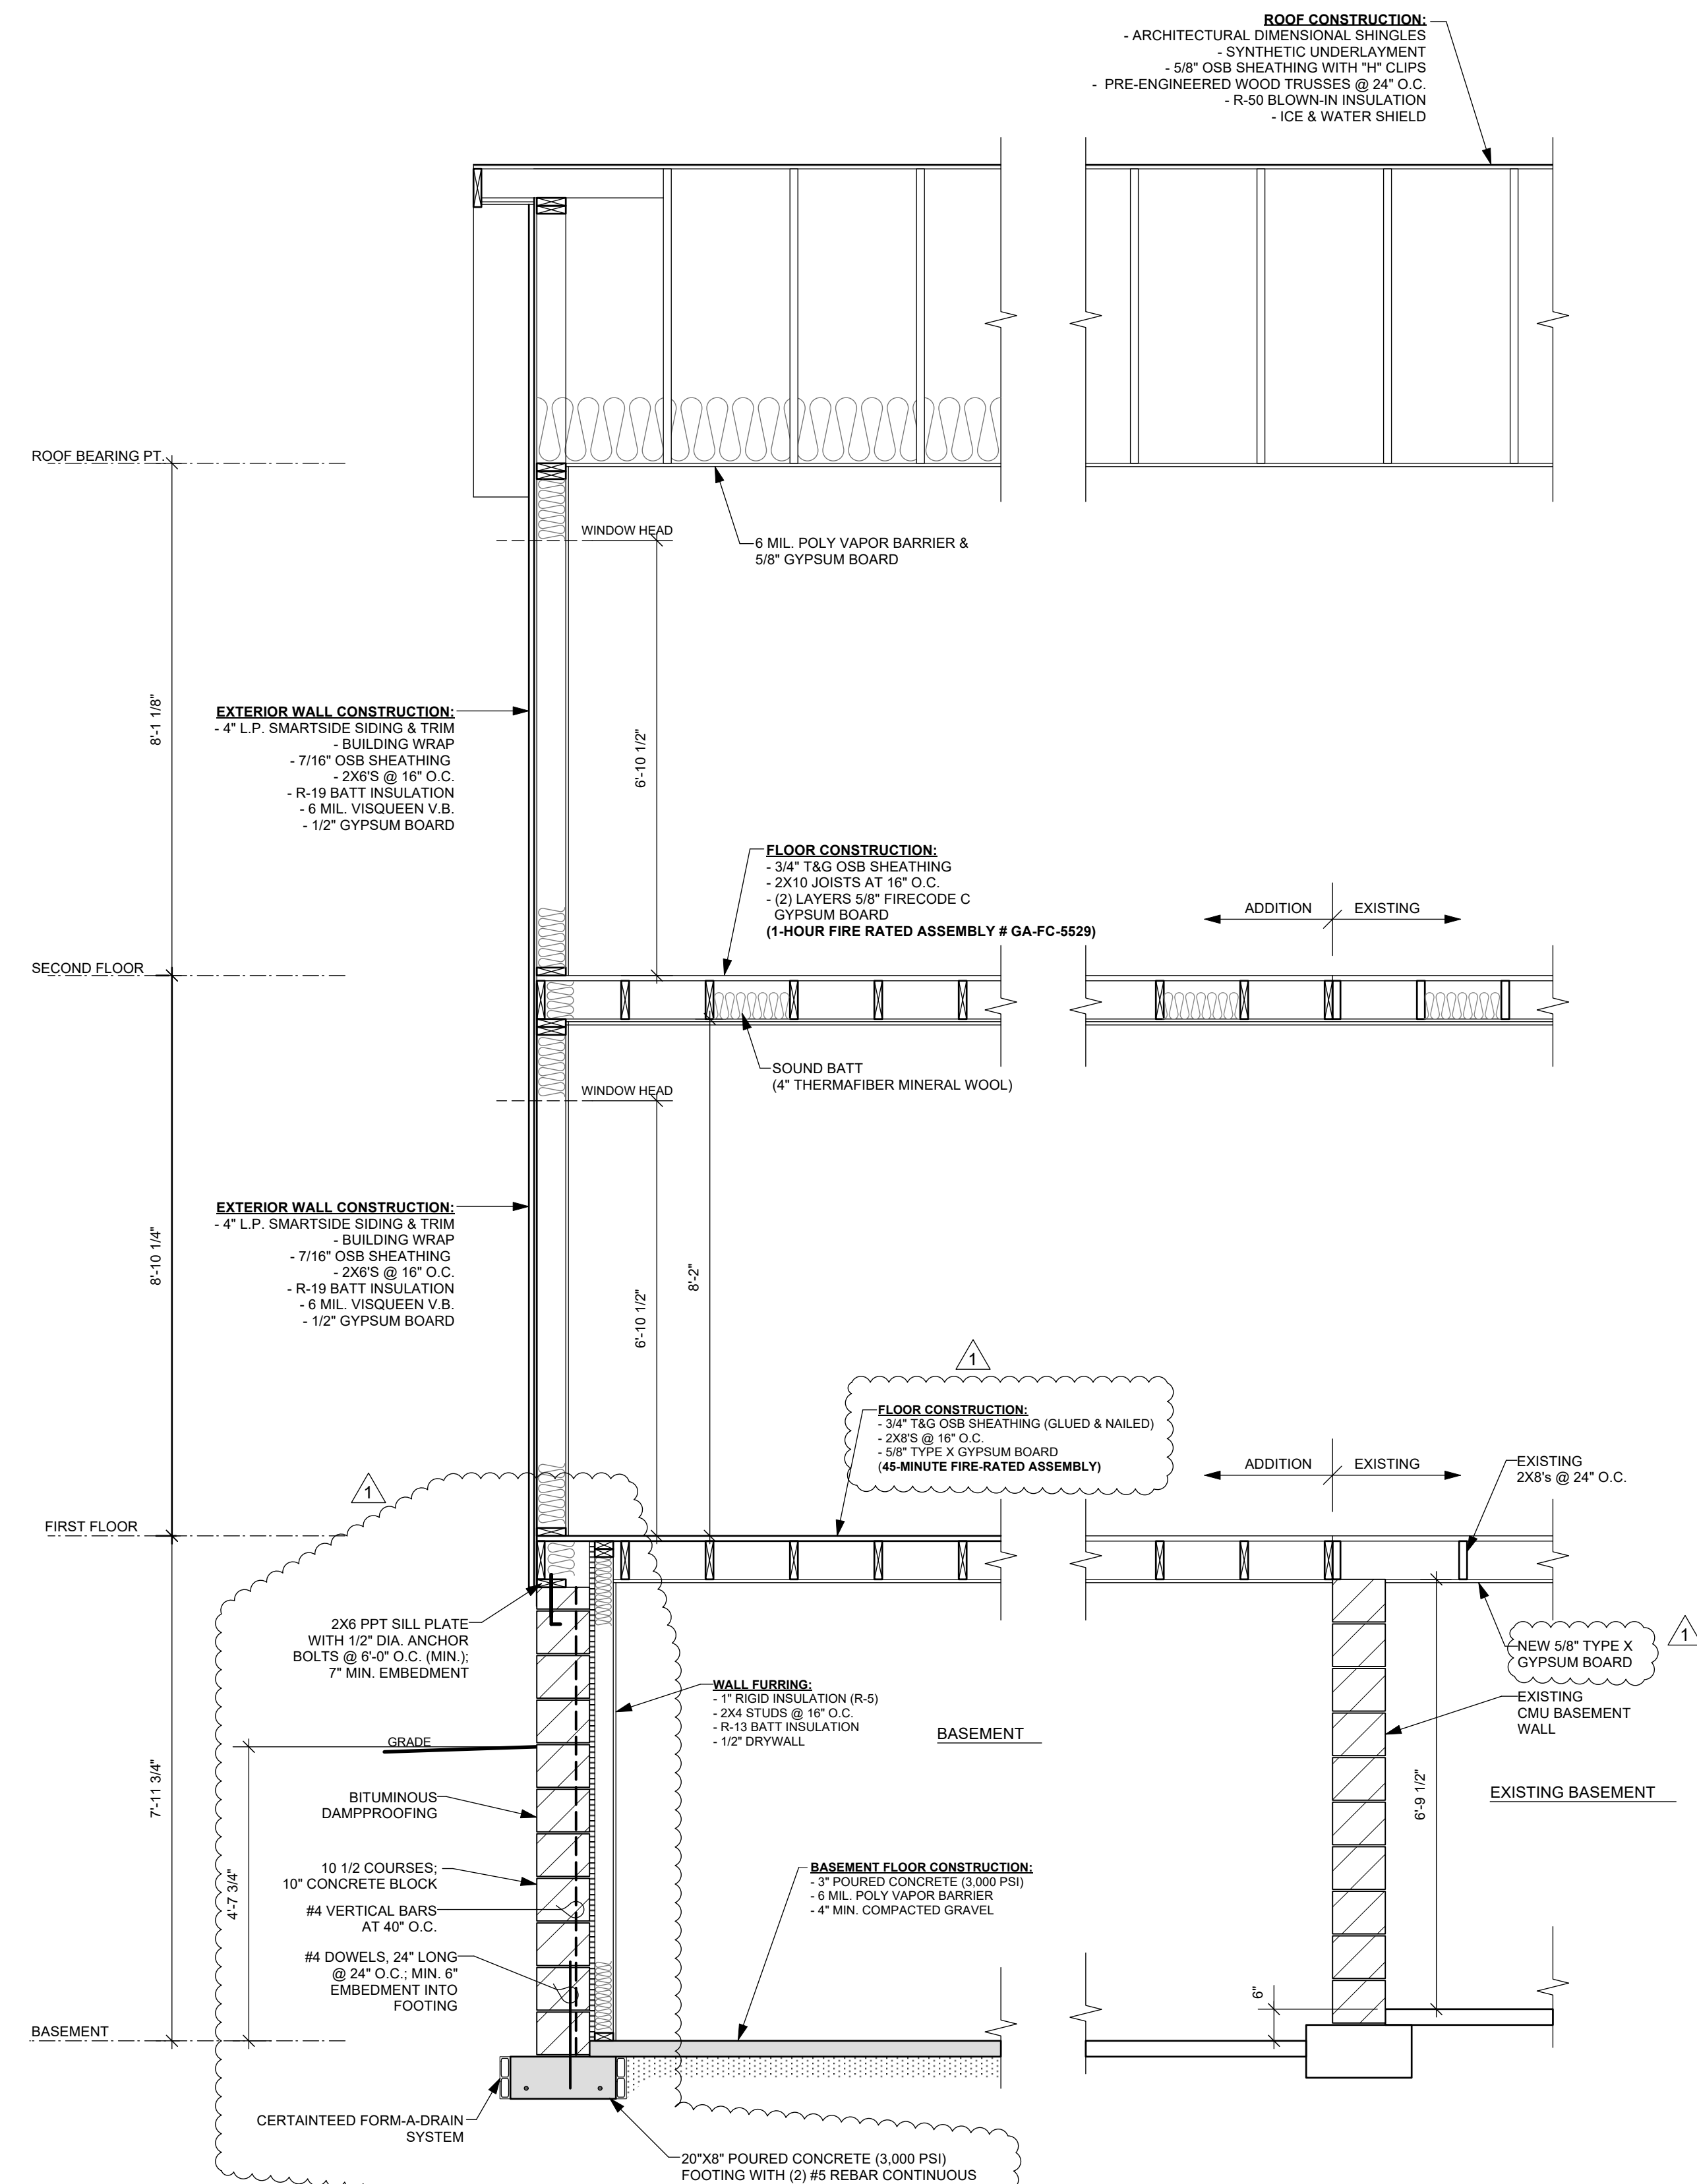 ROOF CONSTRUCTION:
- ARCHITECTURAL DIMENSIONAL SHINGLES
- SYNTHETIC UNDERLAYMENT
- 5/8" OSB SHEATHING WITH "H" CLIPS
- PRE-ENGINEERED WOOD TRUSSES @ 24" O.C.
- R-50 BLOWN-IN INSULATION
- ICE & WATER SHIELD
ROOF BEARING PT.
WINDOW HEAD
6 MIL. POLY VAPOR BARRIER &
5/8" GYPSUM BOARD
8'-1 1/8"
EXTERIOR WALL CONSTRUCTION:
- 4" L.P. SMARTSIDE SIDING & TRIM
- BUILDING WRAP
- 7/16" OSB SHEATHING
- 2X6'S @ 16" O.C.
- R-19 BATT INSULATION
- 6 MIL. VISQUEEN V.B.
- 1/2" GYPSUM BOARD
6'-10 1/2"
FLOOR CONSTRUCTION:
- 3/4" T&G OSB SHEATHING
- 2X10 JOISTS AT 16" O.C.
- (2) LAYERS 5/8" FIRECODE C
GYPSUM BOARD
(1-HOUR FIRE RATED ASSEMBLY # GA-FC-5529)
ADDITION
EXISTING
SECOND FLOOR
SOUND BATT
(4" THERMAFIBER MINERAL WOOL)
WINDOW HEAD
8'-10 1/4"
EXTERIOR WALL CONSTRUCTION:
- 4" L.P. SMARTSIDE SIDING & TRIM
- BUILDING WRAP
- 7/16" OSB SHEATHING
- 2X6'S @ 16" O.C.
- R-19 BATT INSULATION
- 6 MIL. VISQUEEN V.B.
- 1/2" GYPSUM BOARD
6'-10 1/2"
8'-2"
1
FLOOR CONSTRUCTION:
- 3/4" T&G OSB SHEATHING (GLUED & NAILED)
- 2X8'S @ 16" O.C.
- 5/8" TYPE X GYPSUM BOARD
(45-MINUTE FIRE-RATED ASSEMBLY)
ADDITION
EXISTING
EXISTING
2X8's @ 24" O.C.
1
FIRST FLOOR
2X6 PPT SILL PLATE
WITH 1/2" DIA. ANCHOR
BOLTS @ 6'-0" O.C. (MIN.);
7" MIN. EMBEDMENT
1
NEW 5/8" TYPE X
GYPSUM BOARD
WALL FURRING:
- 1" RIGID INSULATION (R-5)
- 2X4 STUDS @ 16" O.C.
- R-13 BATT INSULATION
- 1/2" DRYWALL
BASEMENT
EXISTING
CMU BASEMENT
WALL
GRADE
7'-11 3/4"
BITUMINOUS
DAMPPROOFING
6'-9 1/2"
EXISTING BASEMENT
10 1/2 COURSES;
10" CONCRETE BLOCK
4'-7 3/4"
#4 VERTICAL BARS
AT 40" O.C.
BASEMENT FLOOR CONSTRUCTION:
- 3" POURED CONCRETE (3,000 PSI)
- 6 MIL. POLY VAPOR BARRIER
- 4" MIN. COMPACTED GRAVEL
#4 DOWELS, 24" LONG
@ 24" O.C.; MIN. 6"
EMBEDMENT INTO
FOOTING
6"
BASEMENT
CERTAINTEED FORM-A-DRAIN
SYSTEM
20"X8" POURED CONCRETE (3,000 PSI)
FOOTING WITH (2) #5 REBAR CONTINUOUS